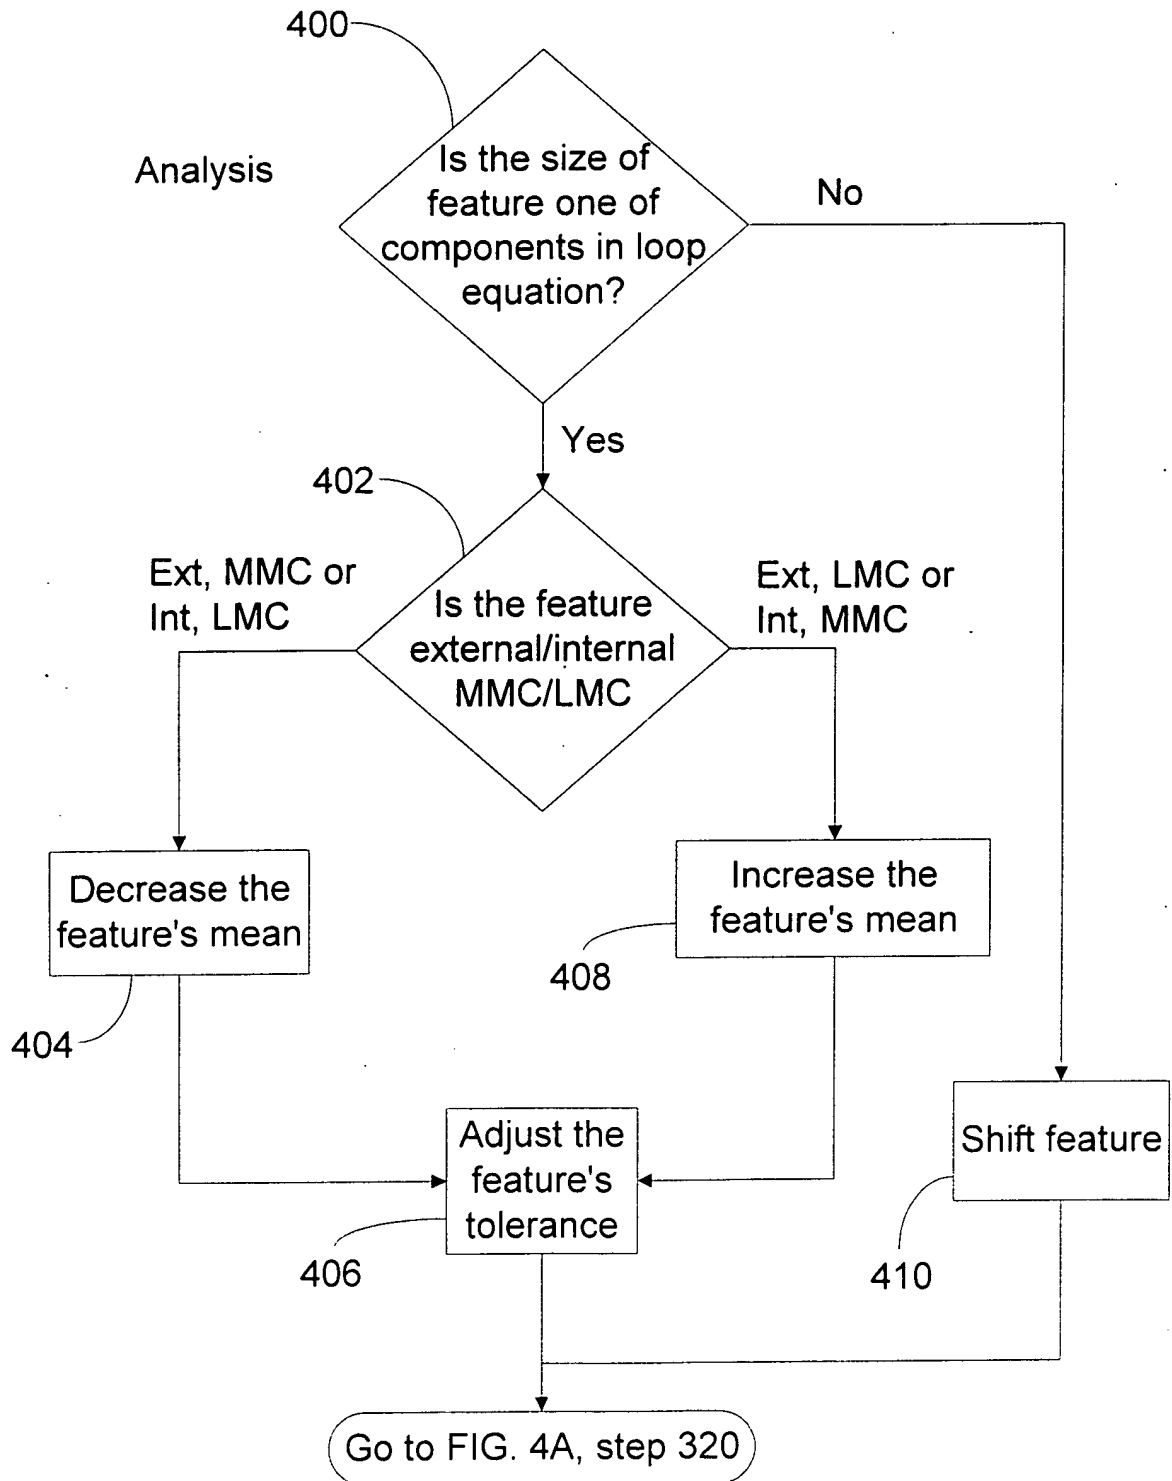 400
Analysis
Is the size of
feature one of
components in loop
equation?
No
Yes
402
Ext, MMC or
Int, LMC
Is the feature
external/internal
MMC/LMC
Ext, LMC or
Int, MMC
Decrease the
feature's mean
404
Increase the
feature's mean
408
Adjust the
feature's
tolerance
406
Shift feature
410
Go to FIG. 4A, step 320